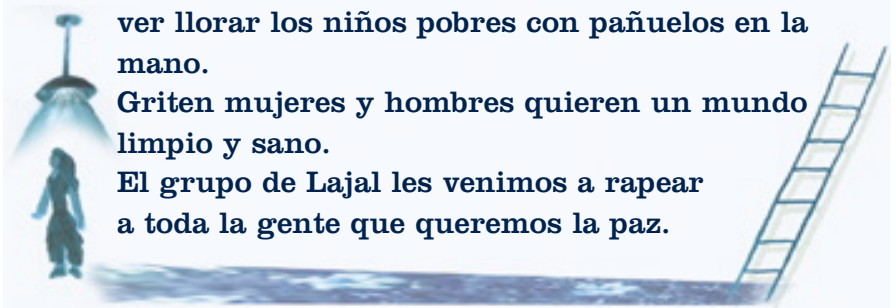 ver llorar los niños pobres con pañuelos en la
mano.
Griten mujeres y hombres quieren un mundo
limpio y sano.
El grupo de Lajal les venimos a rapear
a toda la gente que queremos la paz.